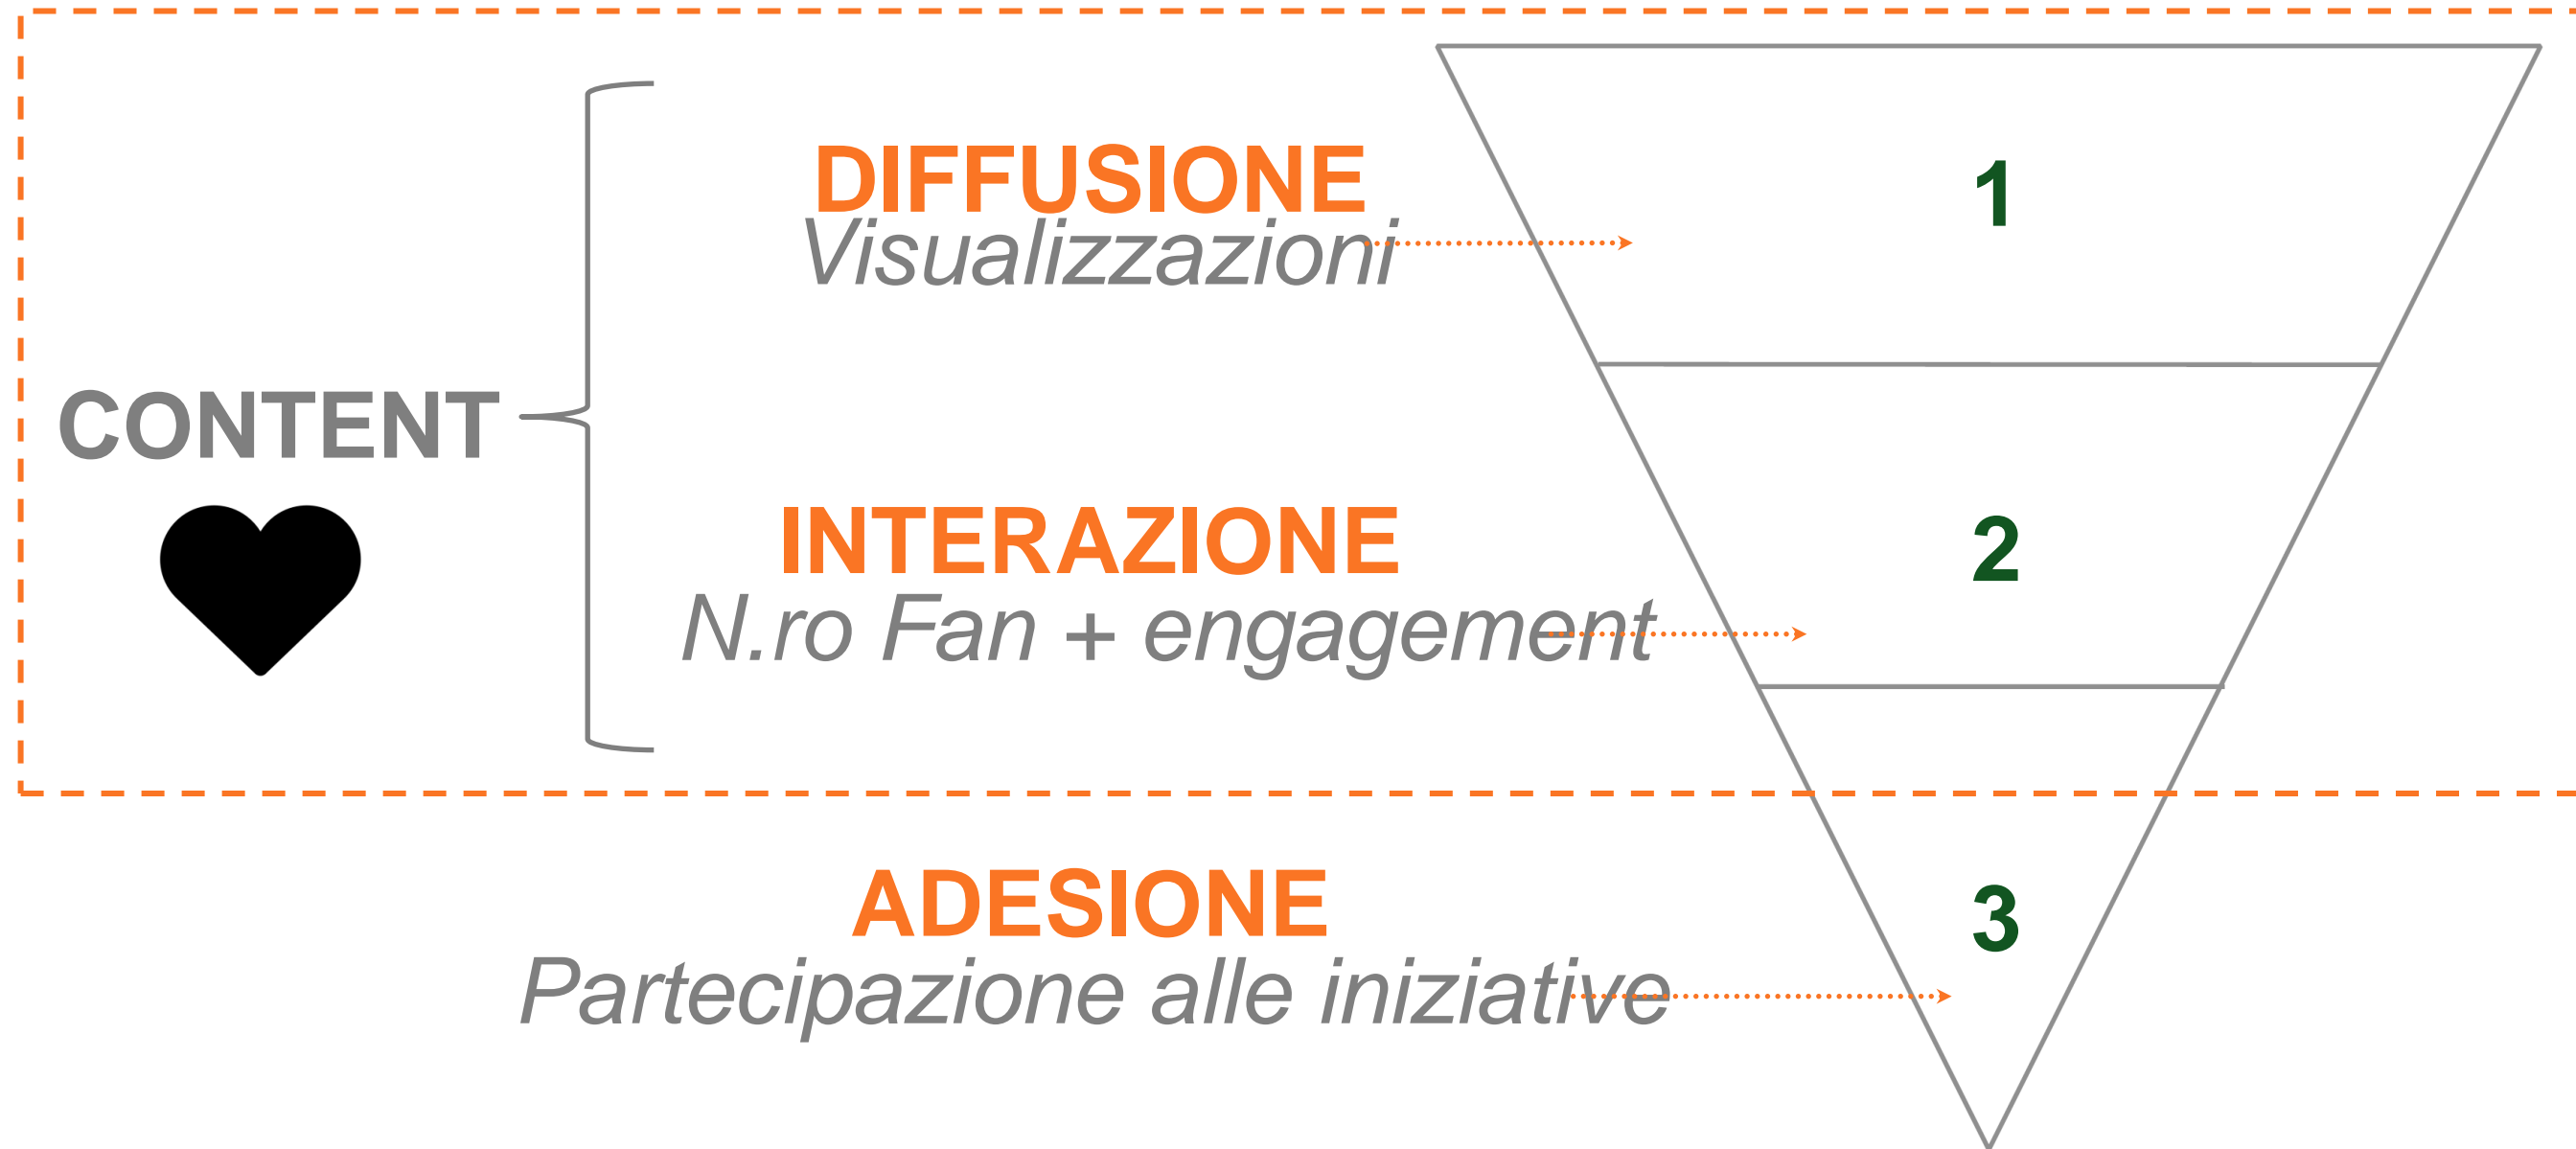 DIFFUSIONE
Visualizzazioni
1
CONTENT
INTERAZIONE
N.ro Fan + engagement
2
ADESIONE
Partecipazione alle iniziative
3